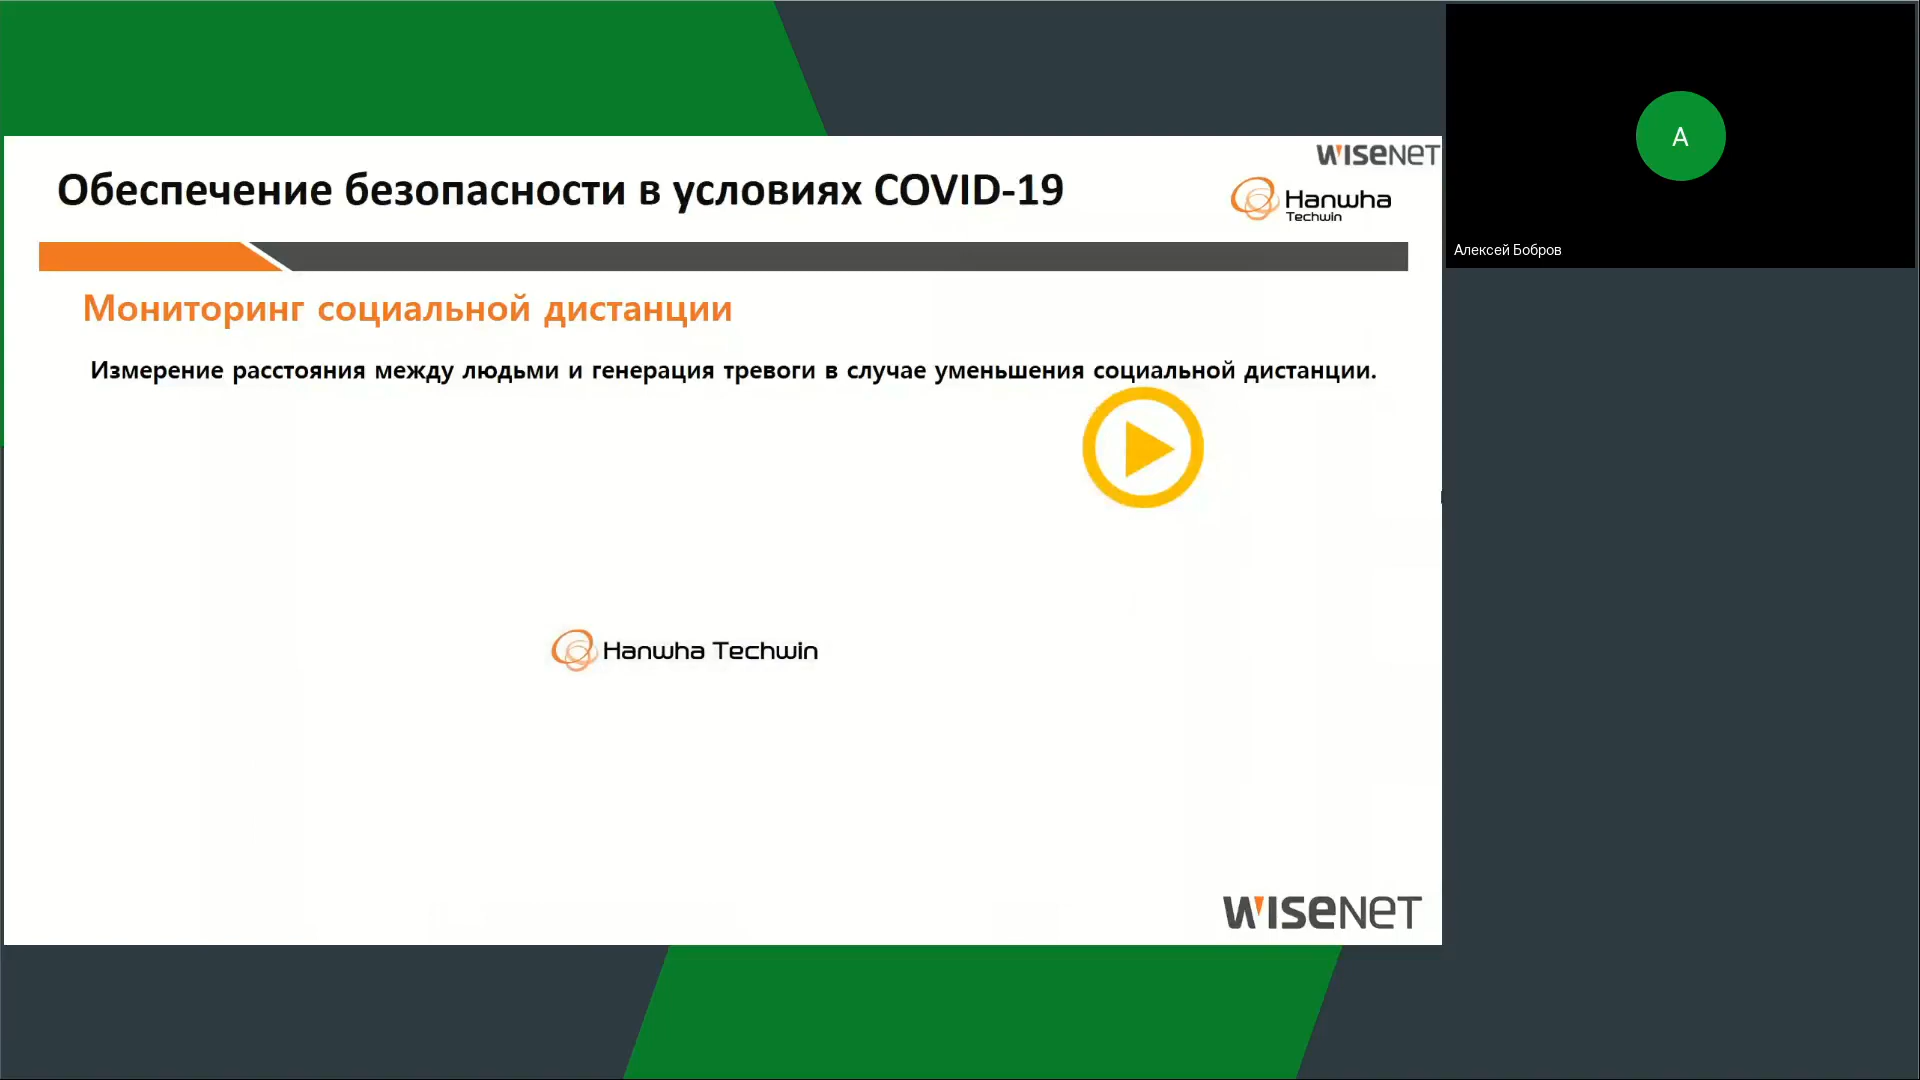 WISENET
Обеспечение безопасности в условиях COVID-19
Hanwha
Techwin
A
Алексей Бобров
Мониторинг социальной дистанции
Измерение расстояния между людьми и генерация тревоги в случае уменьшения социальной дистанции.
Hanwha Techwin
WISENET